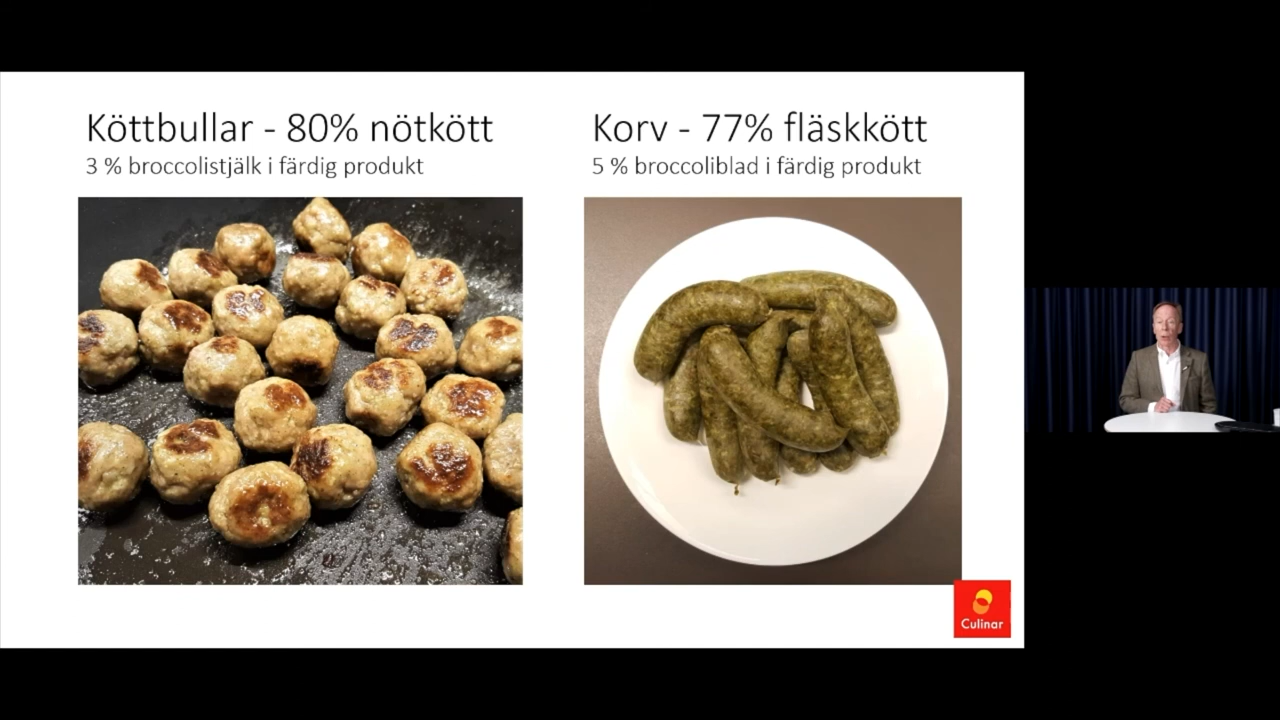 Köttbullar - 80% nötkött
3 % broccolistjälk i färdig produkt
Korv - 77% fläskkött
5 % broccoliblad i färdig produkt
Culinar